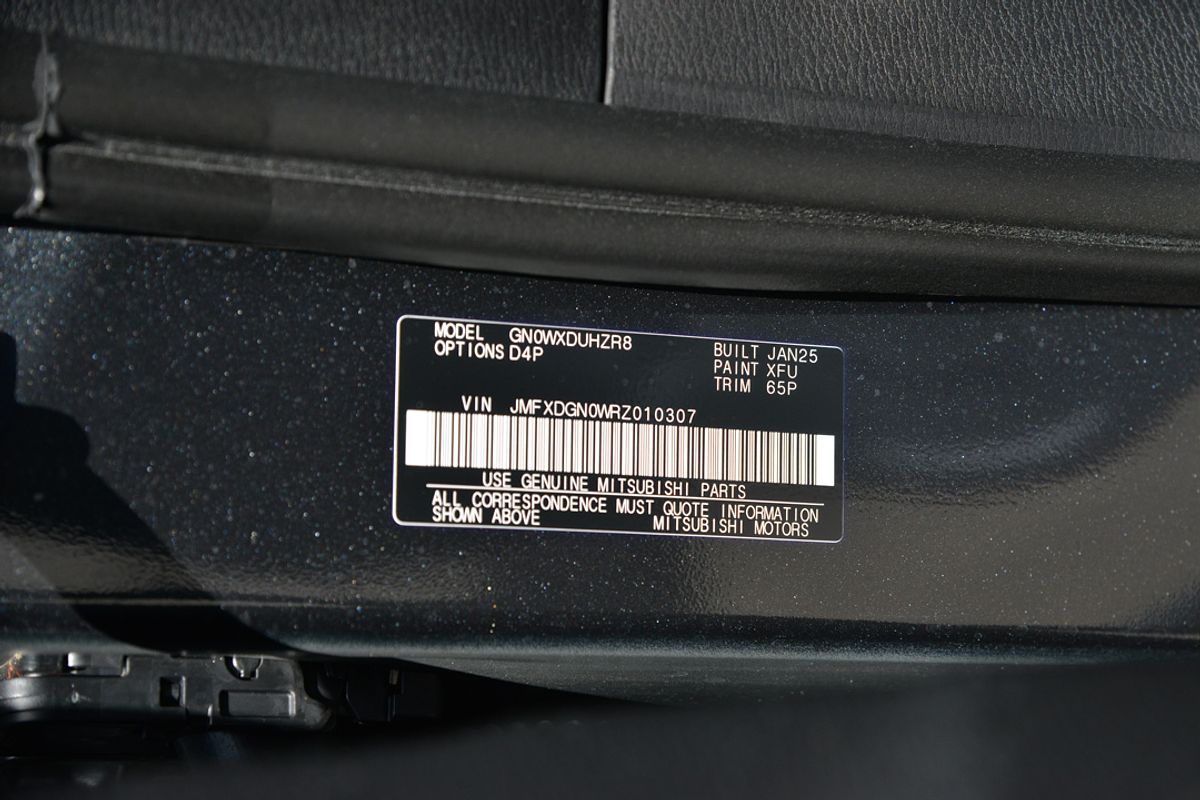 MODEL GN0WXDUHZR8
OPTIONS D4P
BUILT JAN25
PAINT XFU
TRIM 65P
VIN JMFXDGN0WRZ010307
USE GENUINE MITSUBISHI PARTS
ALL CORRESPONDENCE MUST QUOTE INFORMATION
SHOWN ABOVE MITSUBISHI MOTORS